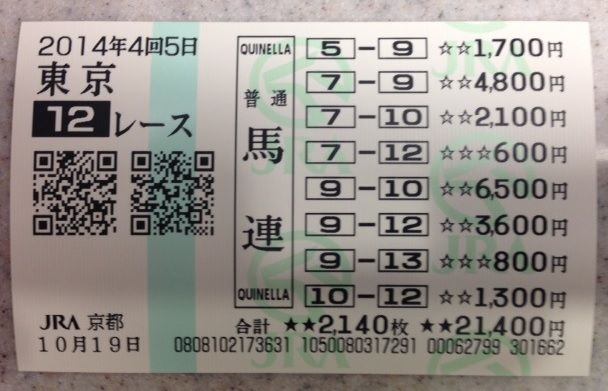 2014年4回5日
東京
12レース
JRA 京都
10月19日
QUINELLA
普通
馬
連
QUINELLA
5-9 ☆☆1,700円
7-9 ☆☆4,800円
7-10 ☆☆2,100円
7-12 ☆☆☆600円
9-10 ☆☆6,500円
9-12 ☆☆3,600円
9-13 ☆☆☆800円
10-12 ☆☆1,300円
合計 ★★2,140枚 ★★21,400円
0808102173631 1050080317291 00062799 301662
JRA
JRA
JRA